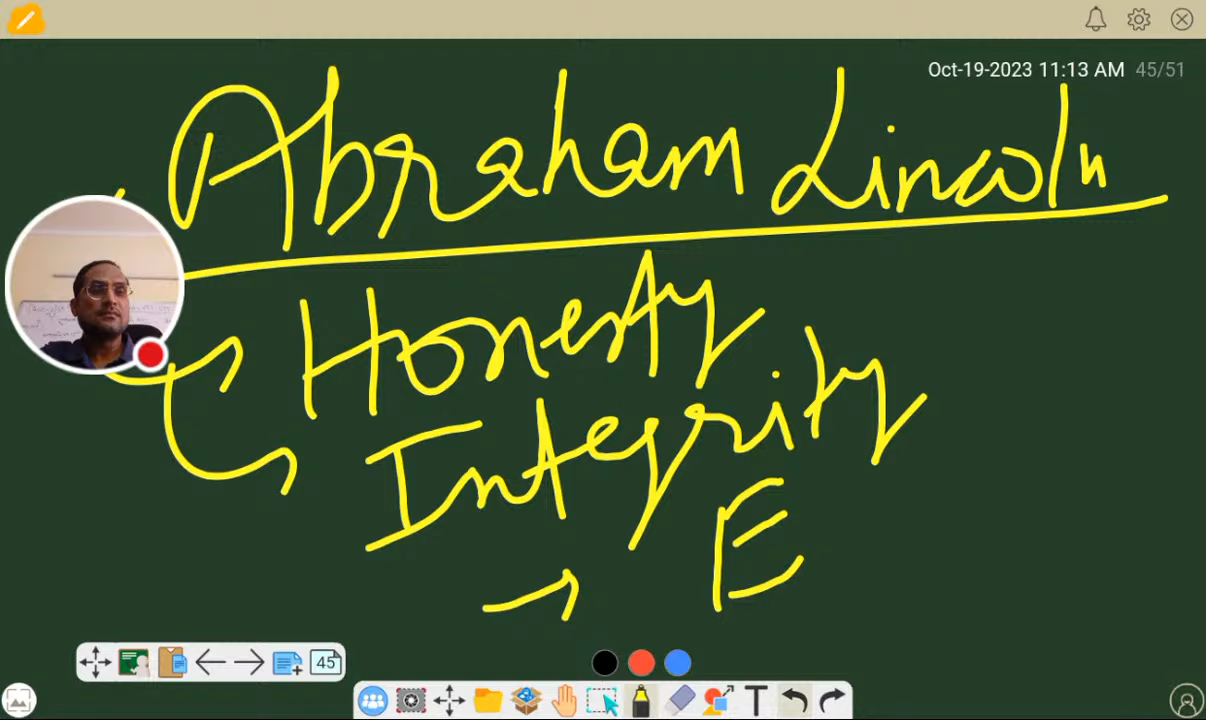 Oct-19-2023 11:13 AM 45/51
Abraham Lincoln
Honesty
Integrity
E
45
T